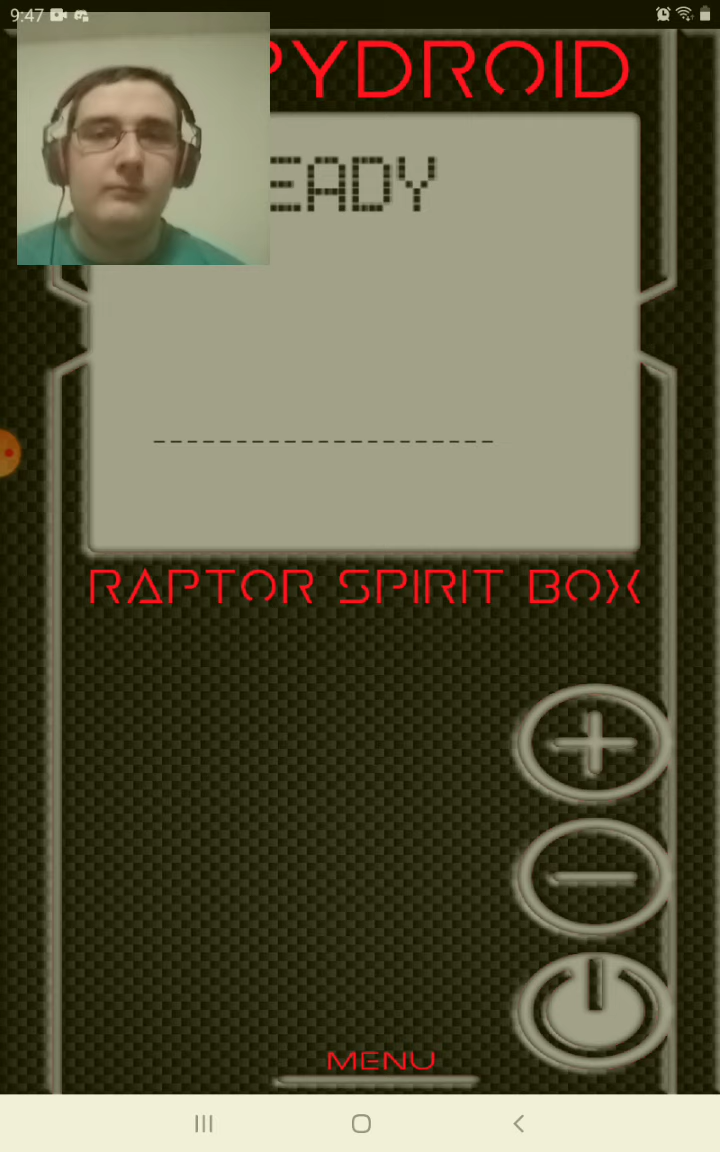 9:47
PYDROID
EADY
--------------------
RAPTOR SPIRIT BOX
MENU